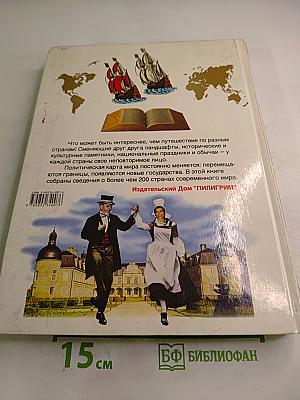 Что может быть интереснее, чем путешествие по разным
странам! Сменяющие друг друга ландшафты, исторические и
культурные памятники, национальные праздники и обычаи – у
каждой страны свое неповторимое лицо.
Политическая карта мира постоянно меняется: перемеща-
ются границы, появляются новые государства. В этой книге
собраны сведения о более чем 200 странах современного мира.
Издательский Дом "ПИЛИГРИМ"
15 см
БФ БИБЛИОФАН